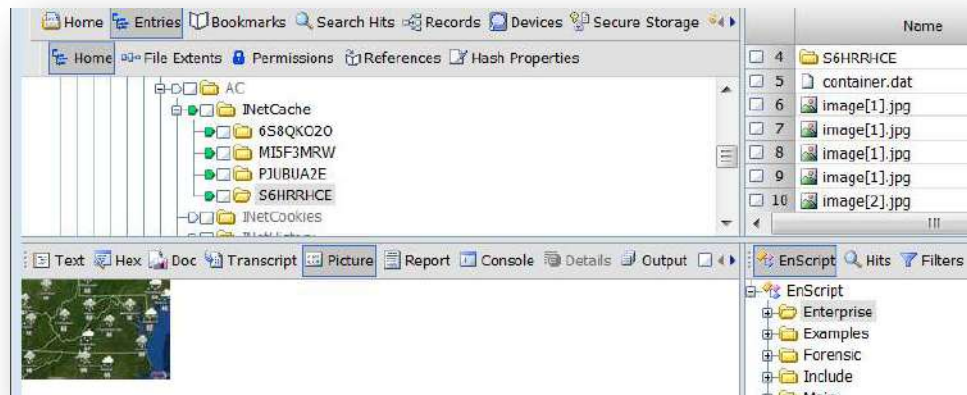 Home Entries Bookmarks Search Hits Records Devices Secure Storage
Home File Extents Permissions References Hash Properties
AC
INetCache
6S8QKO2O
MI5F3MRW
PJUBUA2E
S6HRRHCE
INetCookies
Name
4 S6HRRHCE
5 container.dat
6 image[1].jpg
7 image[1].jpg
8 image[1].jpg
9 image[1].jpg
10 image[2].jpg
Text Hex Doc Transcript Picture Report Console Details Output
EnScript Hits Filters
EnScript
Enterprise
Examples
Forensic
Include